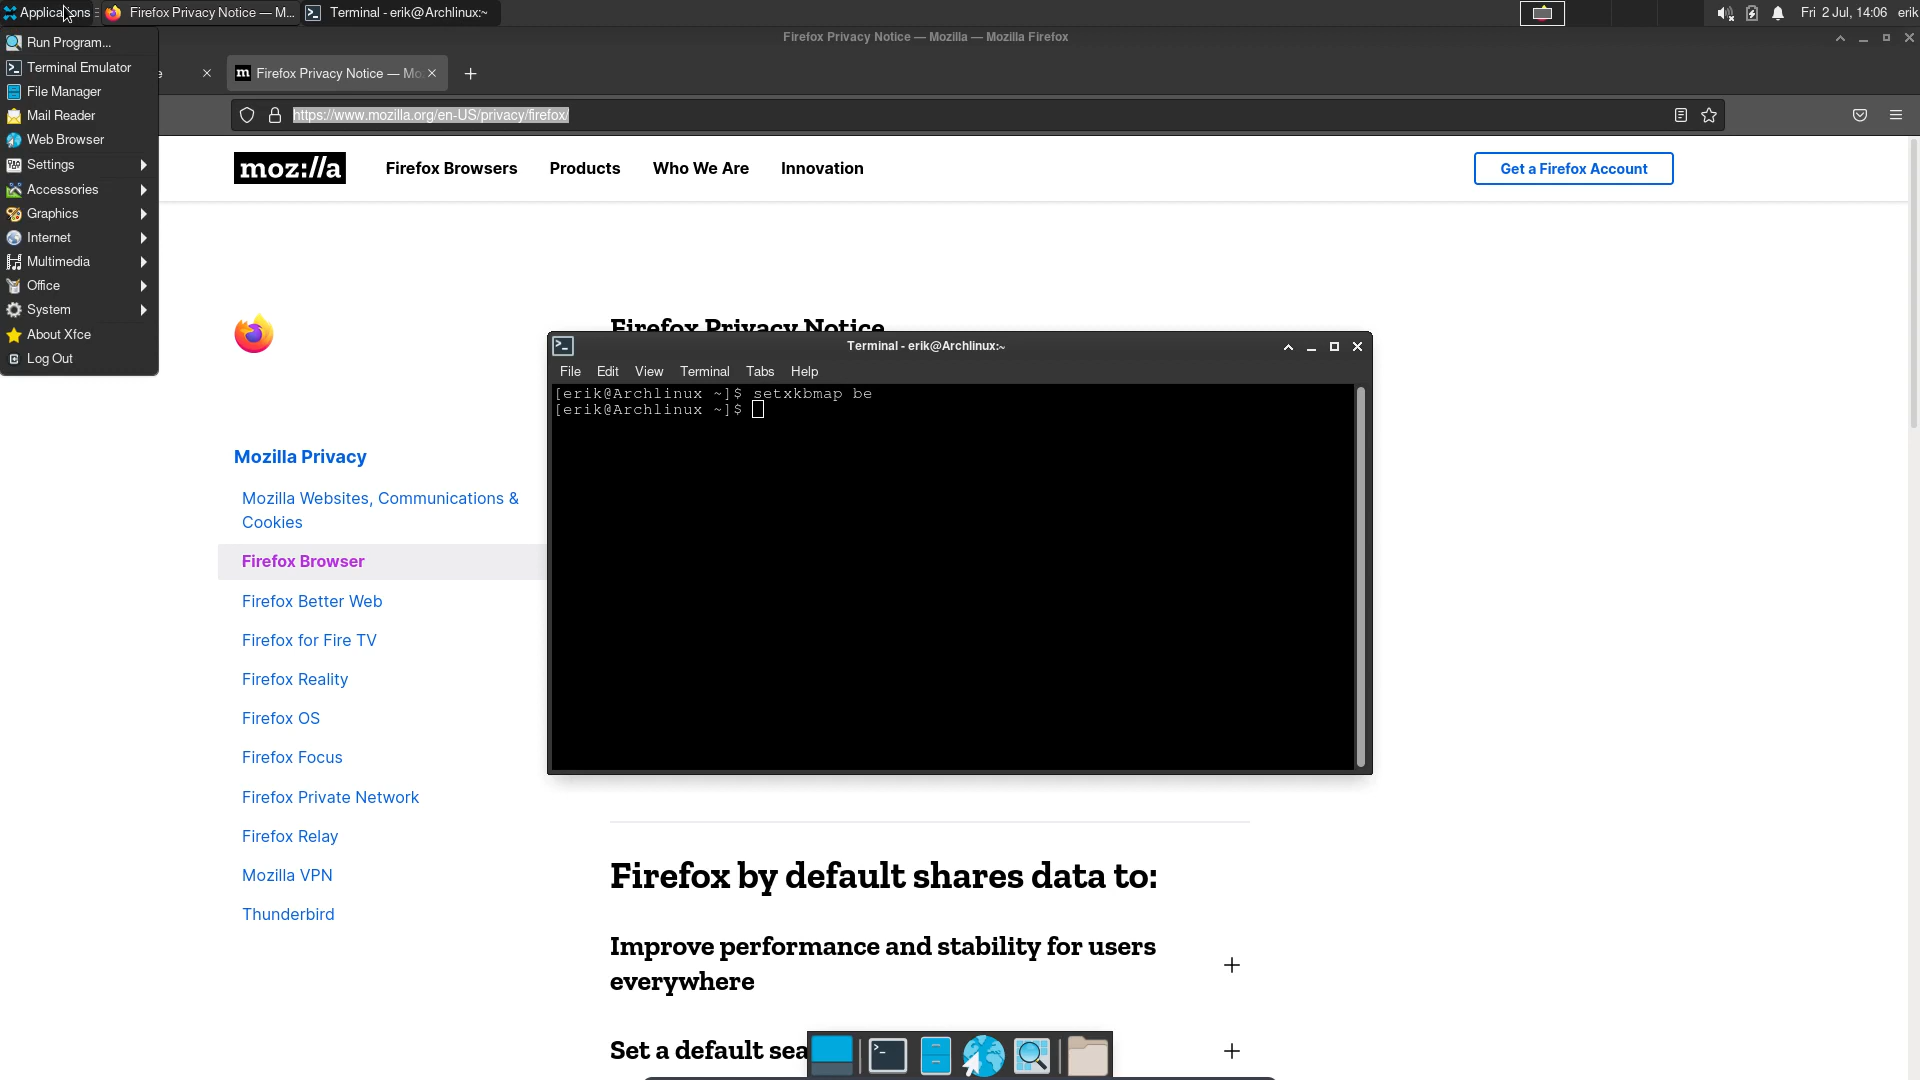 Applications
Firefox Privacy Notice — M...
Terminal - erik@Archlinux:~
Fri 2 Jul, 14:06
erik
Firefox Privacy Notice — Mozilla — Mozilla Firefox
Run Program...
Terminal Emulator
File Manager
Mail Reader
Web Browser
Settings
Accessories
Graphics
Internet
Multimedia
Office
System
About Xfce
Log Out
e
Firefox Privacy Notice — Mo
https://www.mozilla.org/en-US/privacy/firefox/
moz://a
Firefox Browsers
Products
Who We Are
Innovation
Get a Firefox Account
Firefox Privacy Notice
Mozilla Privacy
Mozilla Websites, Communications &
Cookies
Firefox Browser
Firefox Better Web
Firefox for Fire TV
Firefox Reality
Firefox OS
Firefox Focus
Firefox Private Network
Firefox Relay
Mozilla VPN
Thunderbird
Terminal - erik@Archlinux:~
File Edit View Terminal Tabs Help
[erik@Archlinux ~]$ setxkbmap be
[erik@Archlinux ~]$
Firefox by default shares data to:
Improve performance and stability for users
everywhere
Set a default sea